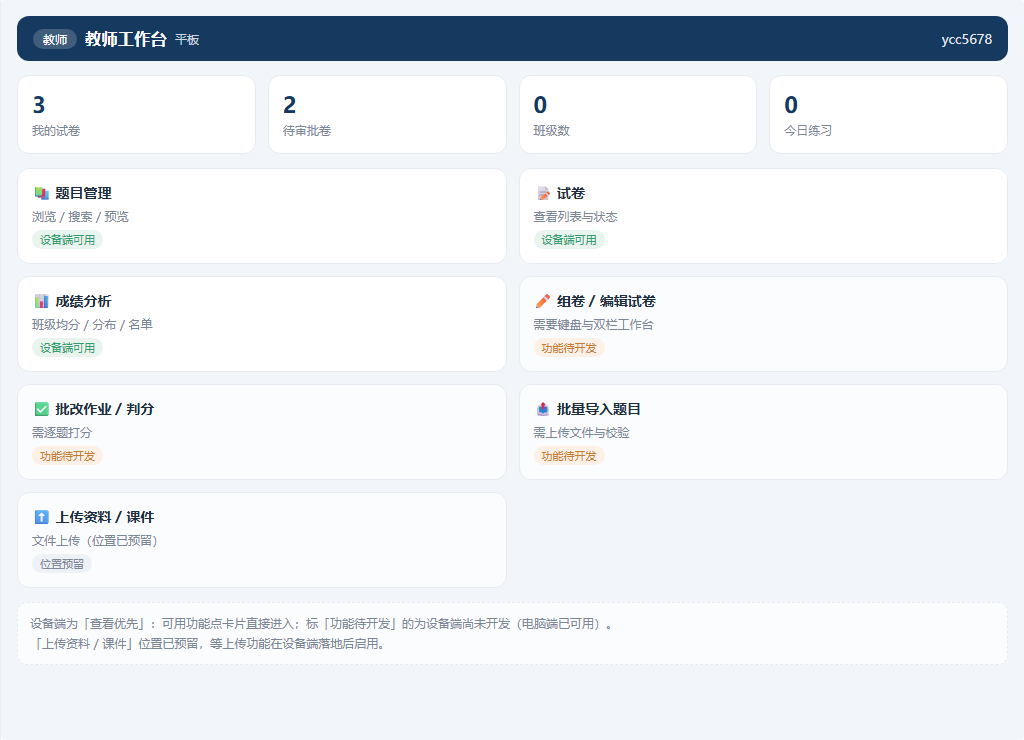 教师 教师工作台 平板 ycc5678
3 2 0 0
我的试卷 待审批卷 班级数 今日练习
题目管理
浏览 / 搜索 / 预览
设备端可用
试卷
查看列表与状态
设备端可用
成绩分析
班级均分 / 分布 / 名单
设备端可用
组卷 / 编辑试卷
需要键盘与双栏工作台
功能待开发
批改作业 / 判分
需逐题打分
功能待开发
批量导入题目
需上传文件与校验
功能待开发
上传资料 / 课件
文件上传（位置已预留）
位置预留
设备端为「查看优先」：可用功能点卡片直接进入；标「功能待开发」的为设备端尚未开发（电脑端已可用）。
「上传资料 / 课件」位置已预留，等上传功能在设备端落地后启用。